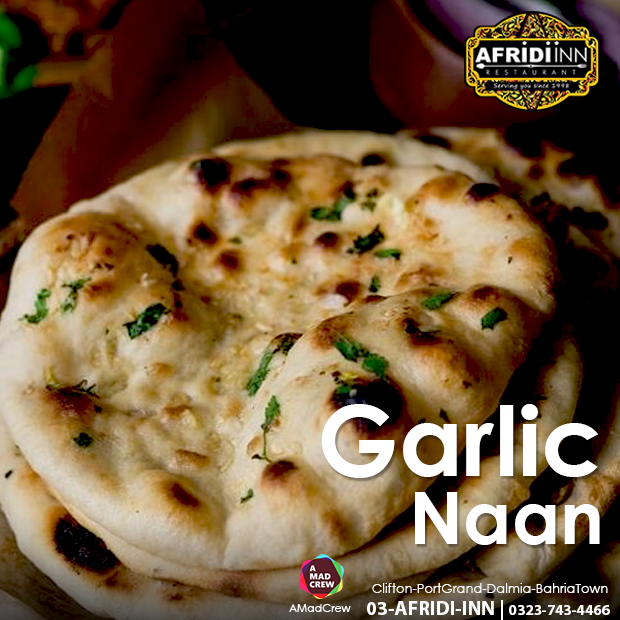 AFRIDI INN
RESTAURANT
Serving you since 1998
Garlic
Naan
A
MAD
CREW
AMadCrew
Clifton-PortGrand-Dalmia-BahriaTown
03-AFRIDI-INN | 0323-743-4466